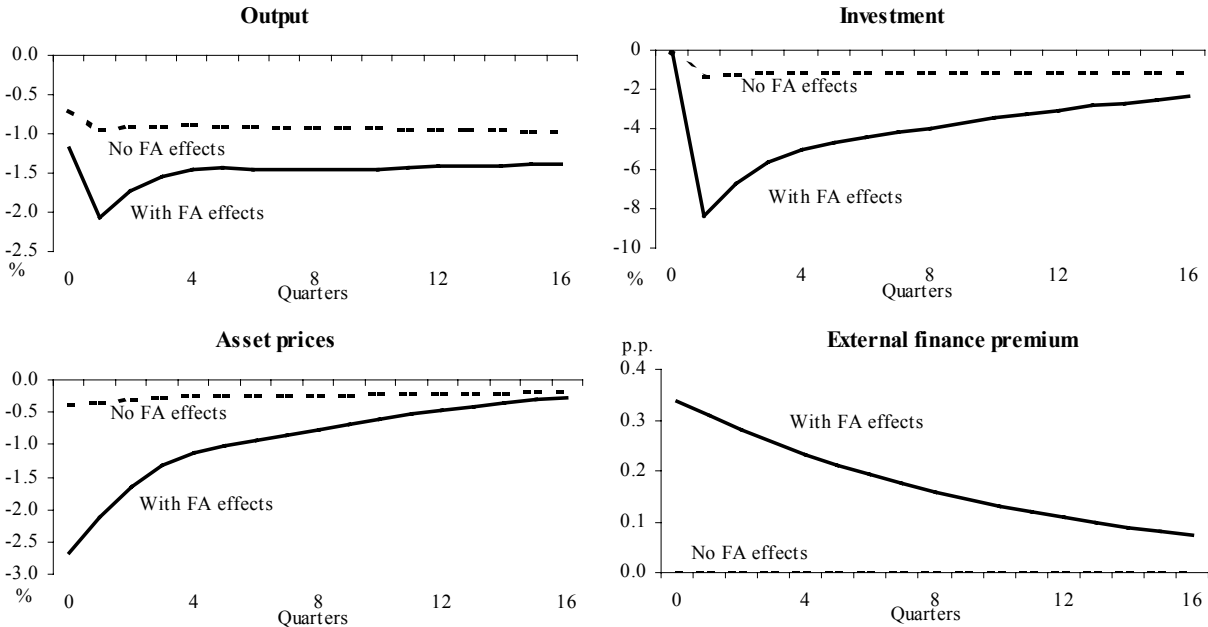 Output
0.0
-0.5
-1.0
-1.5
-2.0
-2.5
%
No FA effects
With FA effects
0 4 8 12 16
Quarters
Investment
0
-2
-4
-6
-8
-10
%
No FA effects
With FA effects
0 4 8 12 16
Quarters
Asset prices
0.0
-0.5
-1.0
-1.5
-2.0
-2.5
-3.0
%
No FA effects
With FA effects
0 4 8 12 16
Quarters
External finance premium
p.p.
0.4
0.3
0.2
0.1
0.0
With FA effects
No FA effects
0 4 8 12 16
Quarters